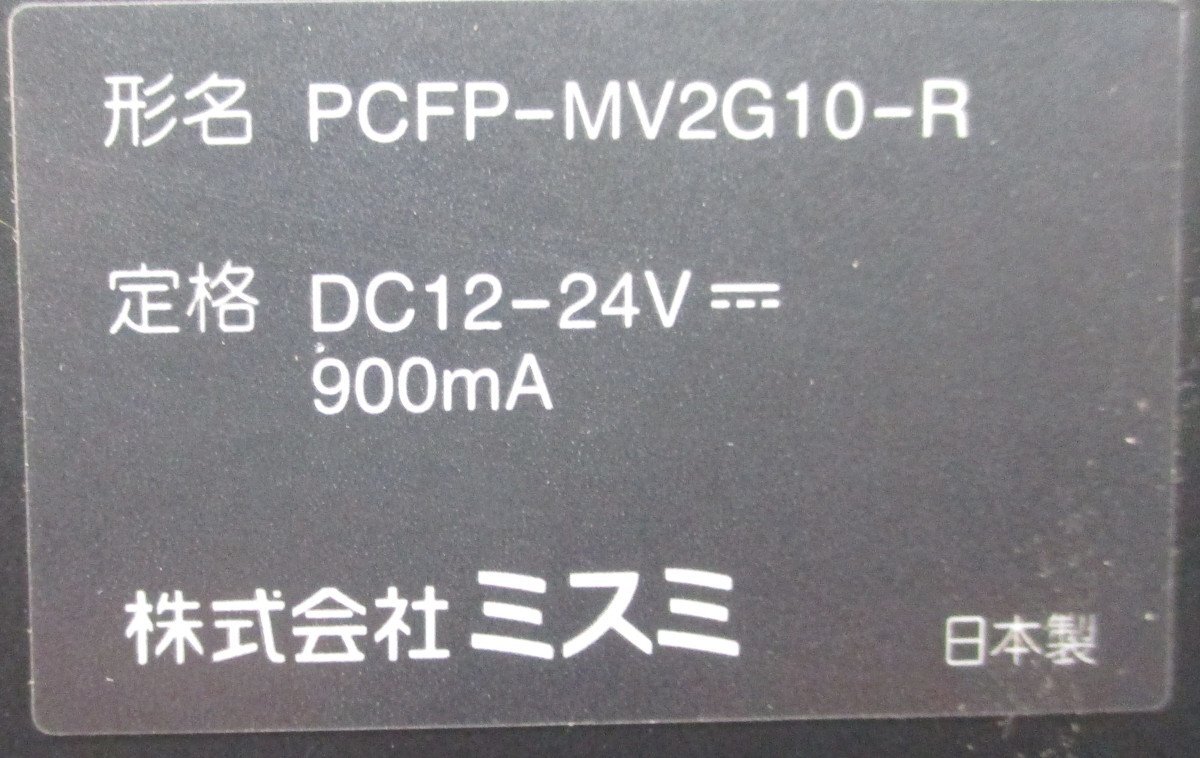 形名 PCFP-MV2G10-R
定格 DC12-24V ⎓
900mA
株式会社ミスミ
日本製